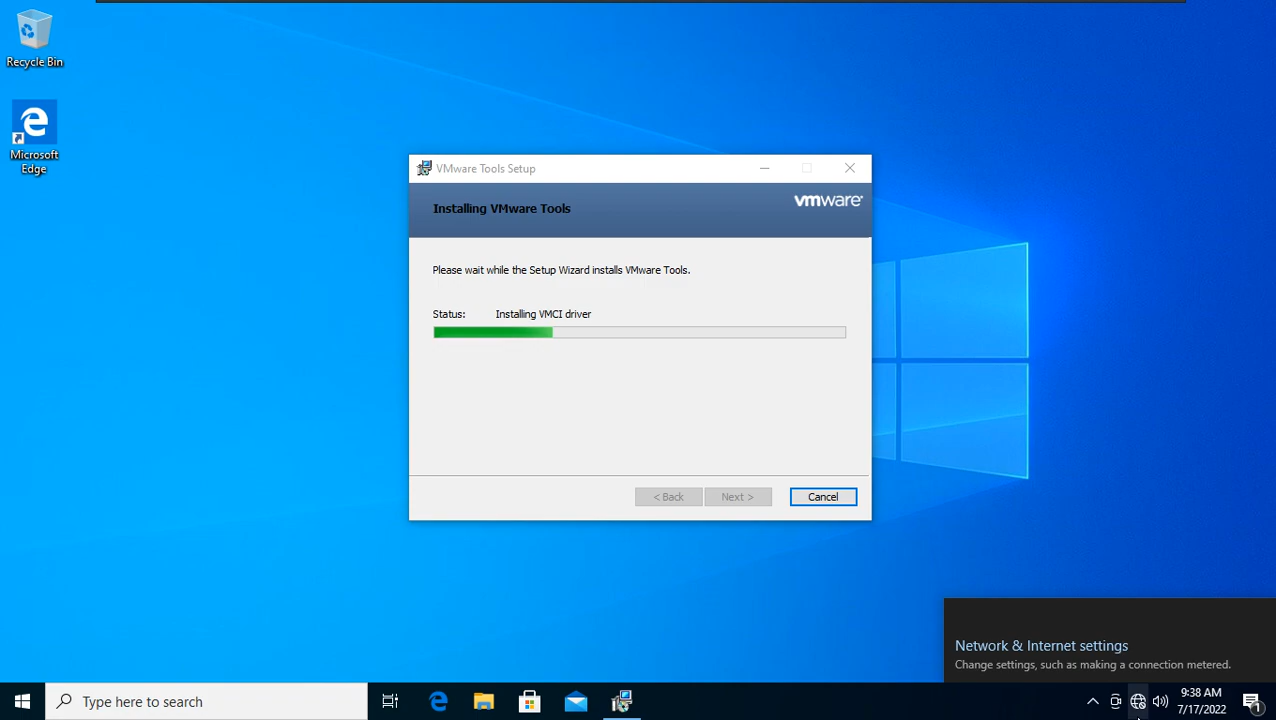 Recycle Bin
Microsoft
Edge
VMware Tools Setup
Installing VMware Tools
vmware
Please wait while the Setup Wizard installs VMware Tools.
Status: Installing VMCI driver
< Back Next > Cancel
Network & Internet settings
Change settings, such as making a connection metered.
Type here to search
9:38 AM
7/17/2022
1